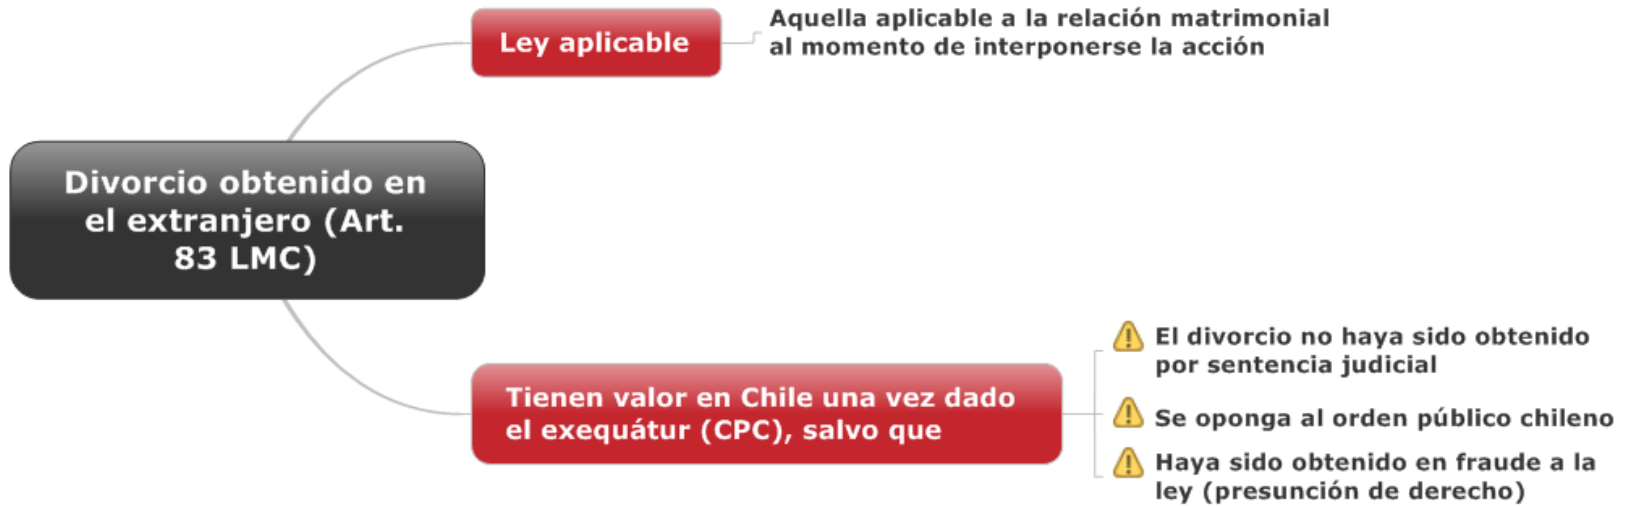 Ley aplicable
Aquella aplicable a la relación matrimonial
al momento de interponerse la acción
Divorcio obtenido en
el extranjero (Art.
83 LMC)
Tienen valor en Chile una vez dado
el exequátur (CPC), salvo que
El divorcio no haya sido obtenido
por sentencia judicial
Se oponga al orden público chileno
Haya sido obtenido en fraude a la
ley (presunción de derecho)